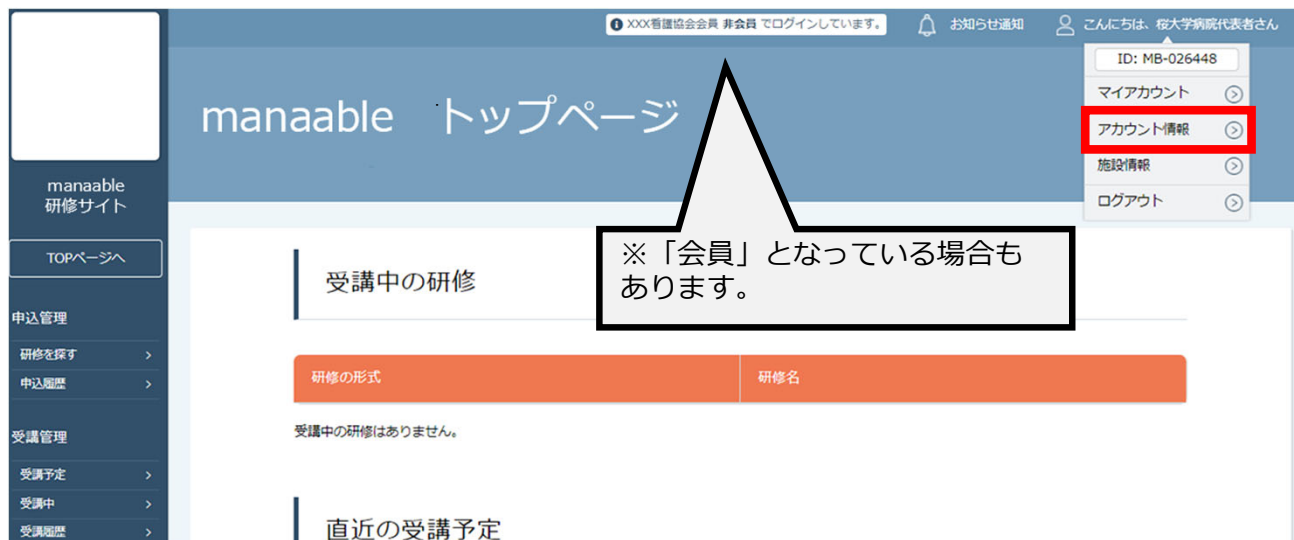 XXX看護協会会員 非会員 でログインしています。
お知らせ通知
こんにちは、桜大学病院代表者さん
ID: MB-026448
マイアカウント
アカウント情報
施設情報
ログアウト
manaable トップページ
manaable
研修サイト
TOPページへ
申込管理
研修を探す
申込履歴
受講管理
受講予定
受講中
受講履歴
※「会員」となっている場合も
あります。
受講中の研修
研修の形式
研修名
受講中の研修はありません。
直近の受講予定